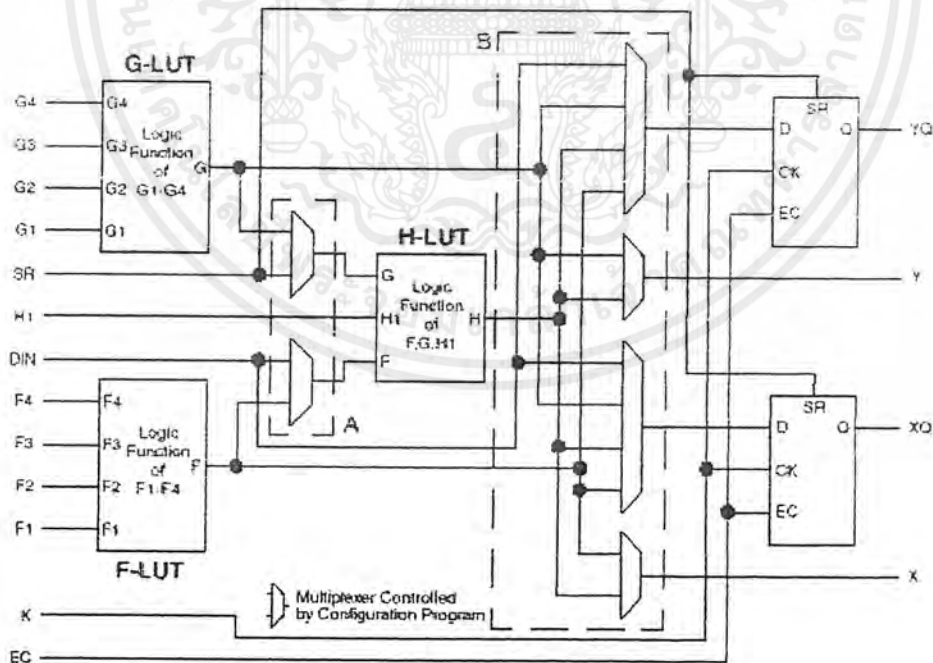 B
G-LUT
SR
G4
G4
D
Q
YQ
Logic
Function
of
G1-G4
G3
G3
G
CK
G2
G2
EC
G1
G1
H-LUT
SR
G
Y
Logic
Function
of
F,G,H1
H1
H1
H
DIN
F
SR
F4
F4
A
D
Q
XQ
Logic
Function
of
F1-F4
F3
F3
F
CK
F2
F2
EC
F1
F1
F-LUT
X
Multiplexer Controlled
by Configuration Program
K
EC